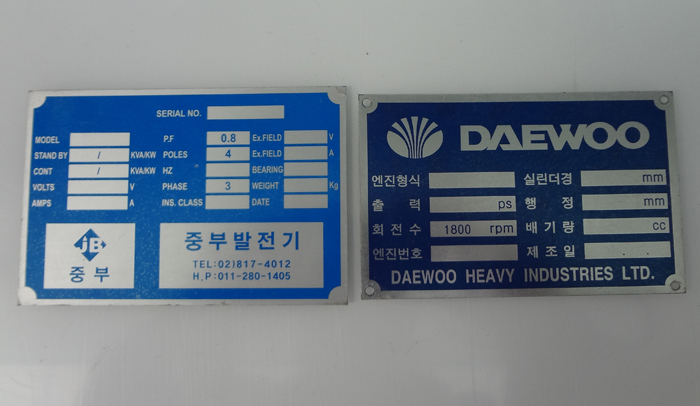 SERIAL NO.
MODEL P.F 0.8 Ex.FIELD V
STAND BY / KVA/KW POLES 4 Ex.FIELD A
CONT / KVA/KW HZ BEARING
VOLTS V PHASE 3 WEIGHT Kg
AMPS A INS. CLASS DATE
JB
중부
중부발전기
TEL:02)817-4012
H.P:011-280-1405
DAEWOO
엔진형식 실린더경 mm
출력 ps 행정 mm
회전수 1800 rpm 배기량 cc
엔진번호 제조일 . .
DAEWOO HEAVY INDUSTRIES LTD.